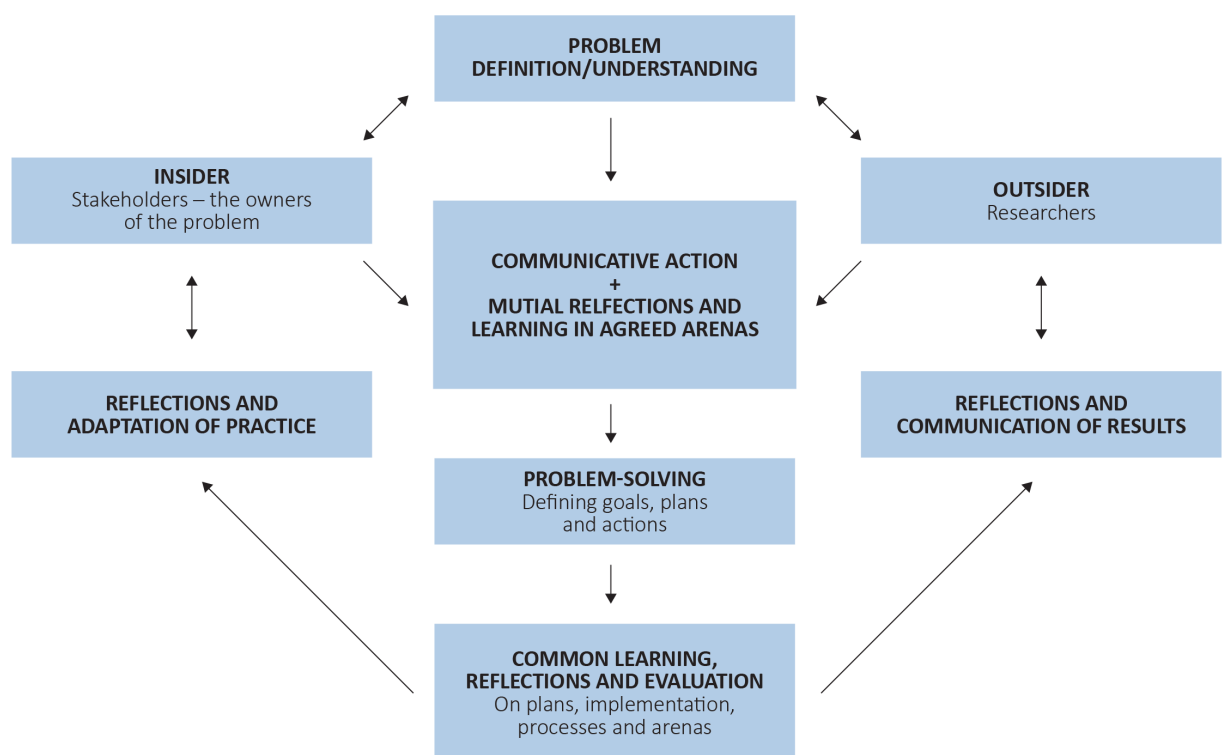 PROBLEM
DEFINITION/UNDERSTANDING
INSIDER
Stakeholders – the owners
of the problem
OUTSIDER
Researchers
COMMUNICATIVE ACTION
+
MUTIAL RELFECTIONS AND
LEARNING IN AGREED ARENAS
REFLECTIONS AND
ADAPTATION OF PRACTICE
REFLECTIONS AND
COMMUNICATION OF RESULTS
PROBLEM-SOLVING
Defining goals, plans
and actions
COMMON LEARNING,
REFLECTIONS AND EVALUATION
On plans, implementation,
processes and arenas